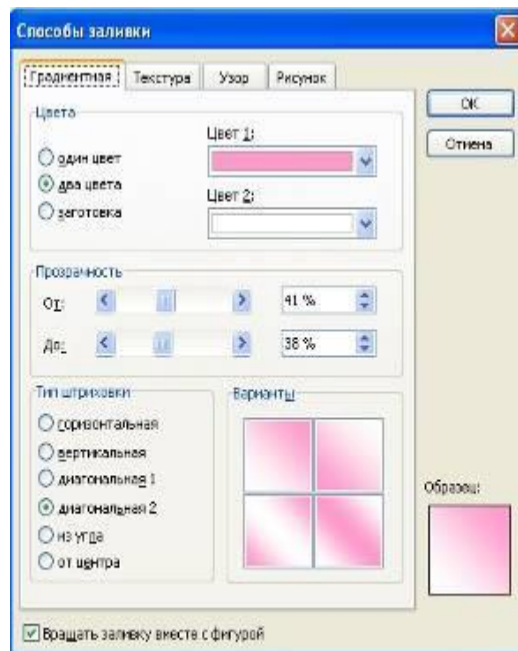 Способы заливки
Градиентная Текстура Узор Рисунок
Цвета
один цвет
два цвета
заготовка
Цвет 1:
Цвет 2:
ОК
Отмена
Прозрачность
От: 41 %
До: 38 %
Тип штриховки
горизонтальная
вертикальная
диагональная 1
диагональная 2
из угла
от центра
Варианты
Образец:
Вращать заливку вместе с фигурой